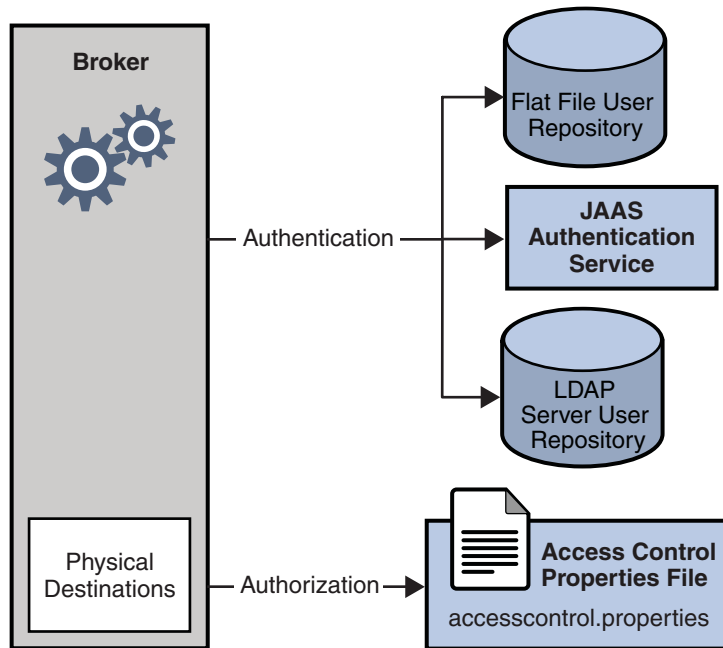 Broker
Flat File User
Repository
Authentication
JAAS
Authentication
Service
LDAP
Server User
Repository
Physical
Destinations
Authorization
Access Control
Properties File
accesscontrol.properties